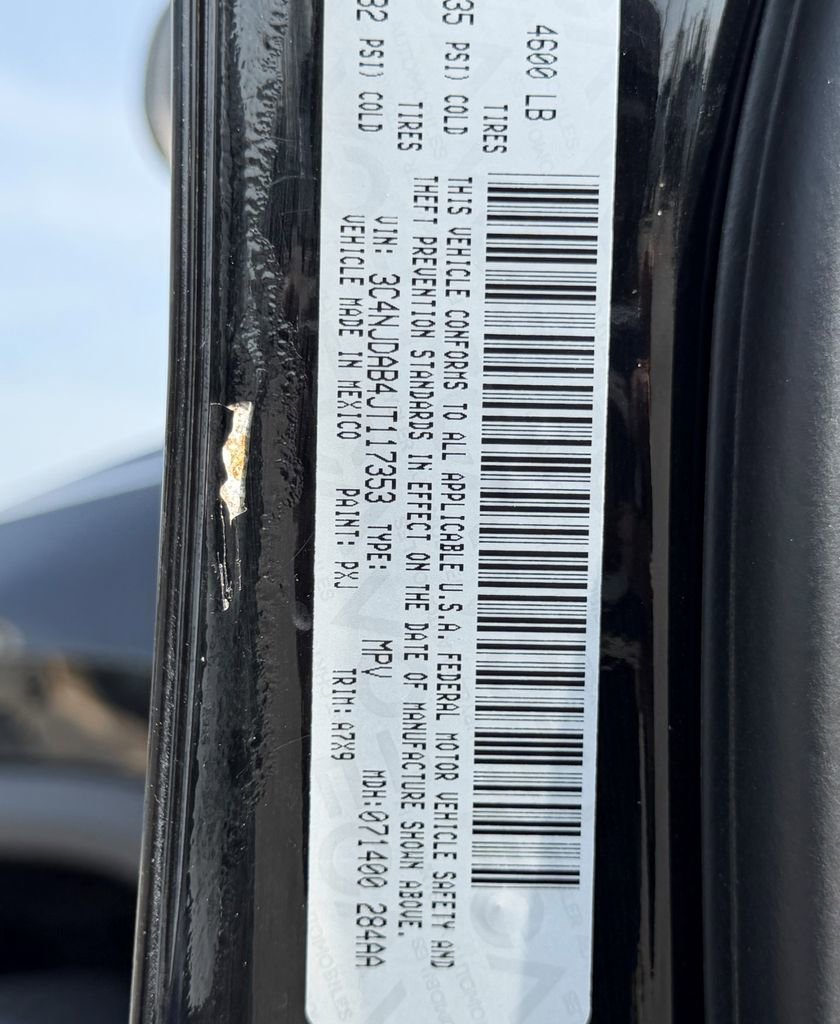 4600 LB
35 PSI) COLD TIRES
82 PSI) COLD TIRES
THIS VEHICLE CONFORMS TO ALL APPLICABLE U.S.A. FEDERAL MOTOR VEHICLE SAFETY AND
THEFT PREVENTION STANDARDS IN EFFECT ON THE DATE OF MANUFACTURE SHOWN ABOVE.
VIN: 3C4NJDAB4JT117353 TYPE: MPV MDH:071400 284AA
VEHICLE MADE IN MEXICO PAINT: PXJ TRIM: A7X9